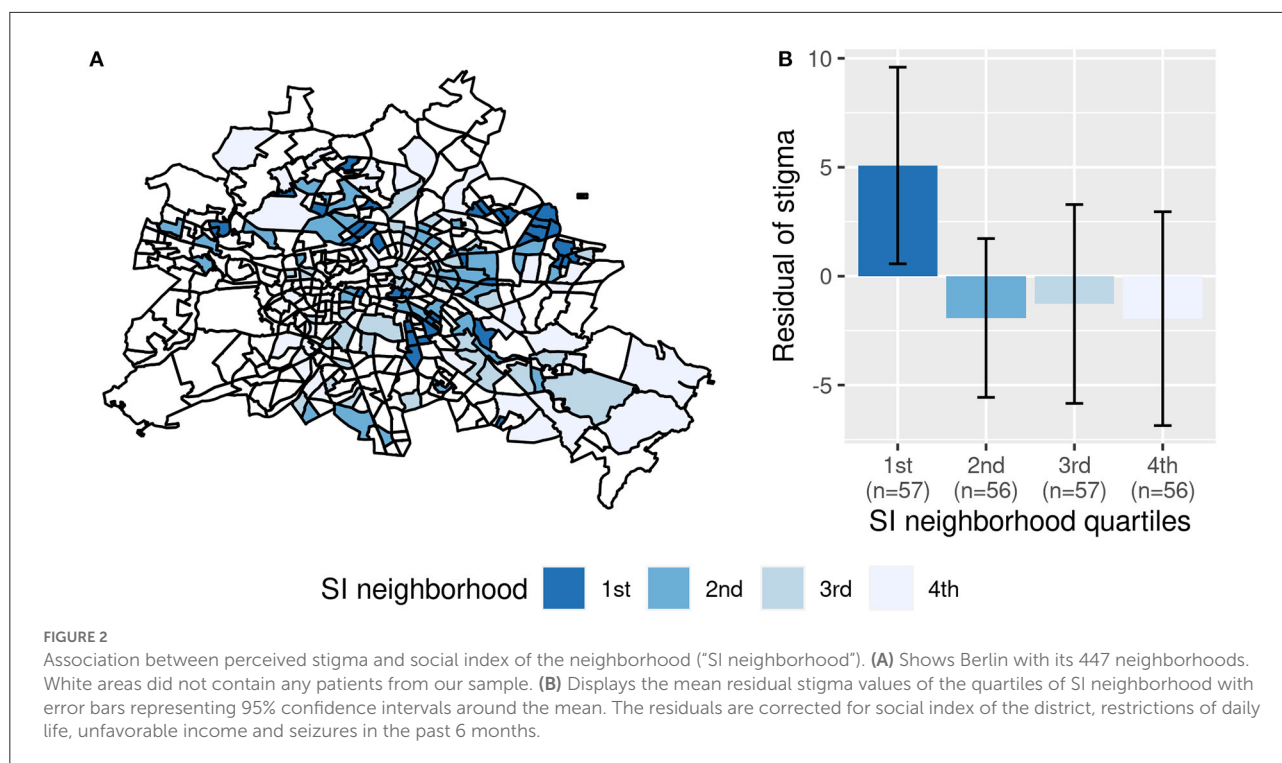 A
B
10
5
0
-5
Residual of stigma
1st 2nd 3rd 4th
(n=57) (n=56) (n=57) (n=56)
SI neighborhood quartiles
SI neighborhood 1st 2nd 3rd 4th
FIGURE 2
Association between perceived stigma and social index of the neighborhood (“SI neighborhood”). (A) Shows Berlin with its 447 neighborhoods.
White areas did not contain any patients from our sample. (B) Displays the mean residual stigma values of the quartiles of SI neighborhood with
error bars representing 95% confidence intervals around the mean. The residuals are corrected for social index of the district, restrictions of daily
life, unfavorable income and seizures in the past 6 months.